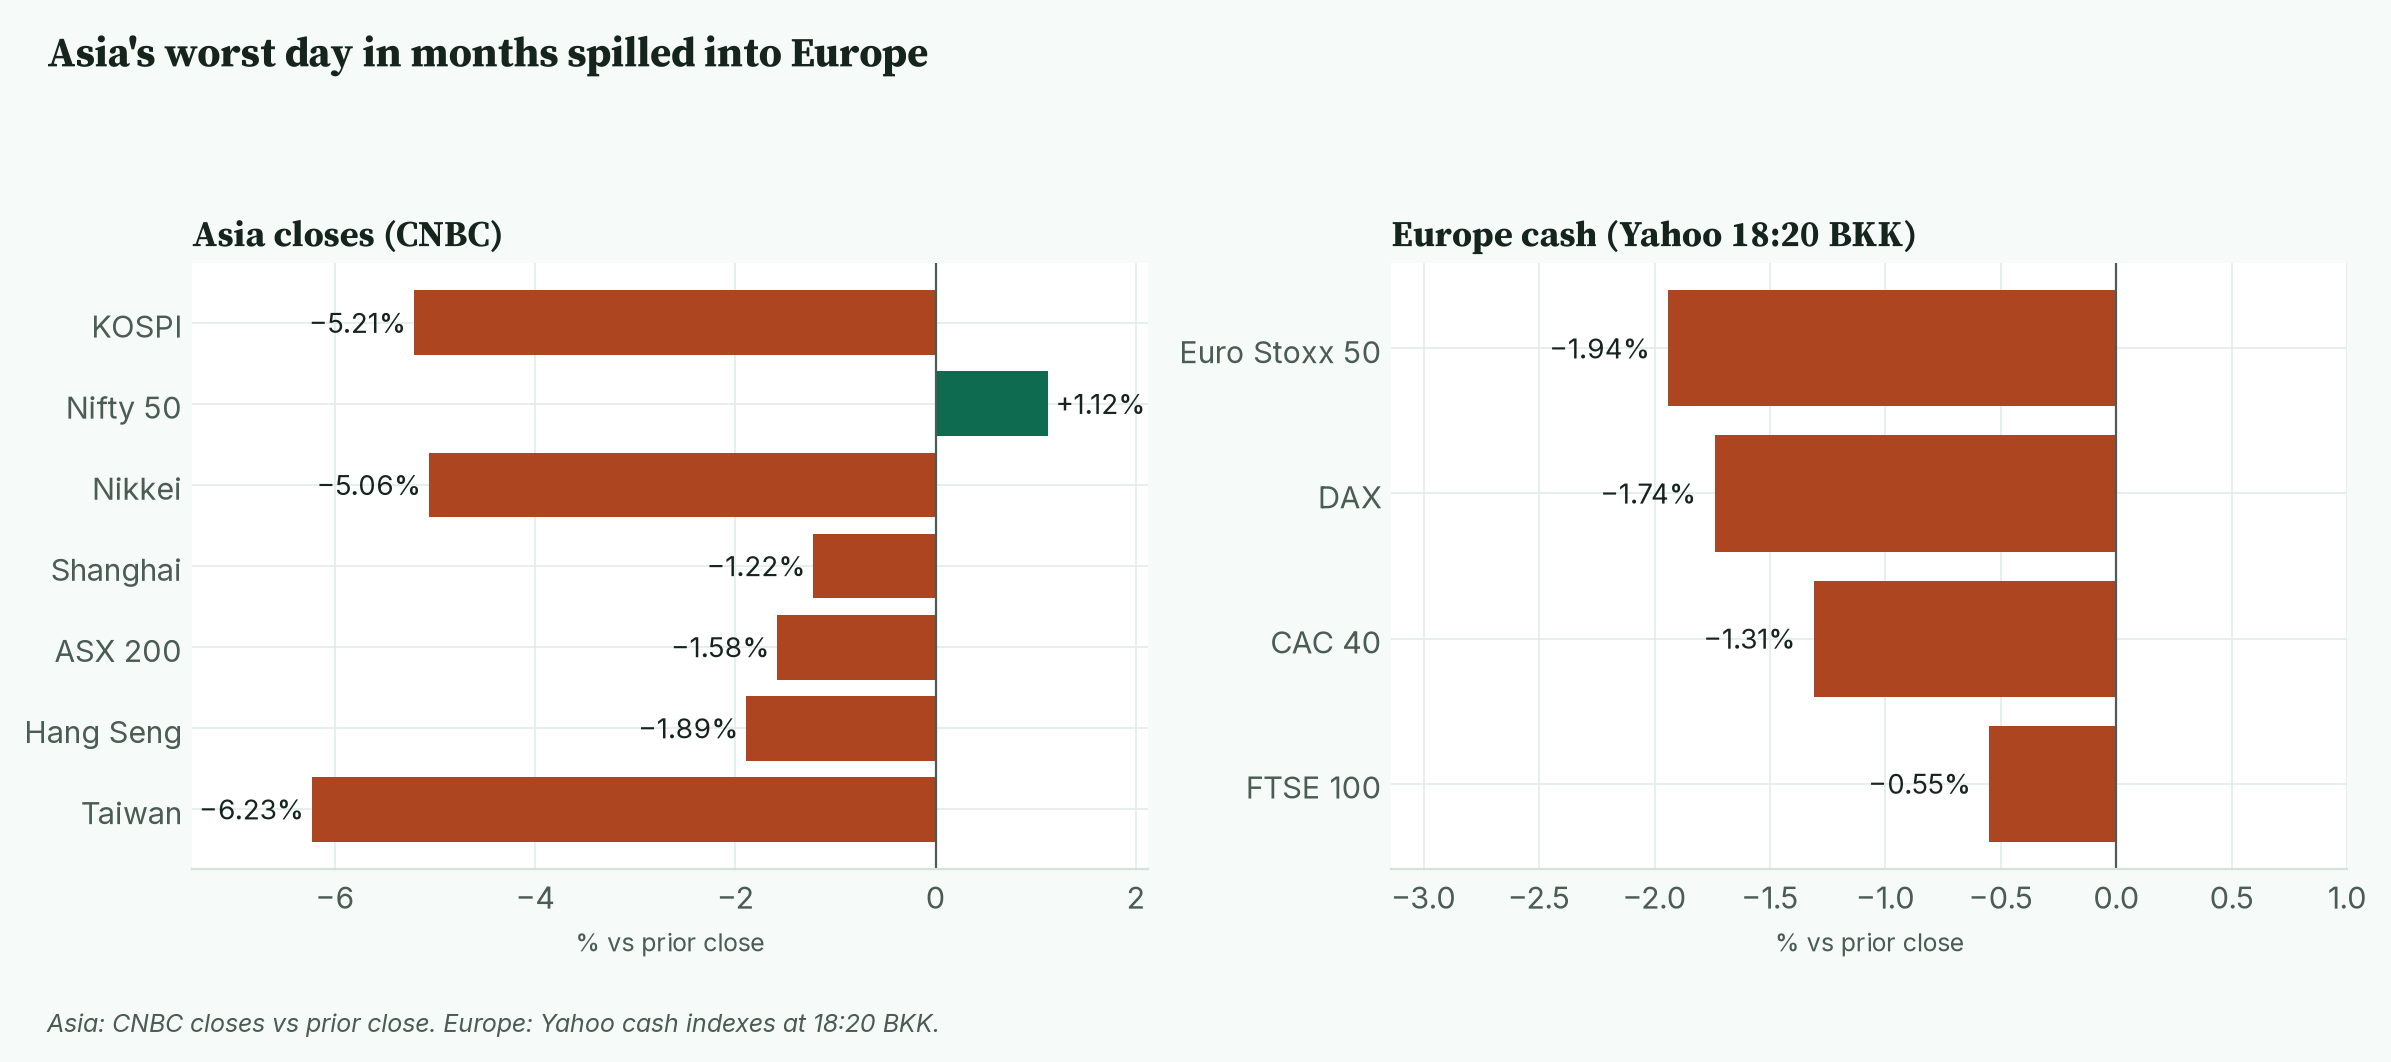 Asia's worst day in months spilled into Europe
Asia closes (CNBC)
KOSPI
−5.21%
Nifty 50
+1.12%
Nikkei
−5.06%
Shanghai
−1.22%
ASX 200
−1.58%
Hang Seng
−1.89%
Taiwan
−6.23%
−6
−4
−2
0
2
% vs prior close
Europe cash (Yahoo 18:20 BKK)
Euro Stoxx 50
−1.94%
DAX
−1.74%
CAC 40
−1.31%
FTSE 100
−0.55%
−3.0
−2.5
−2.0
−1.5
−1.0
−0.5
0.0
0.5
1.0
% vs prior close
Asia: CNBC closes vs prior close. Europe: Yahoo cash indexes at 18:20 BKK.